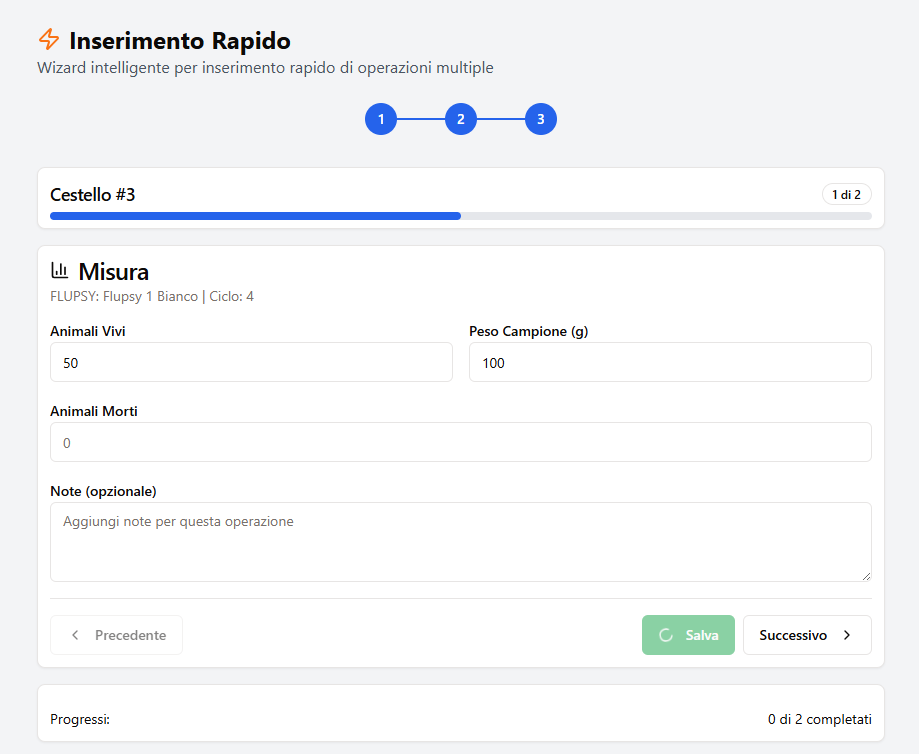 Inserimento Rapido
Wizard intelligente per inserimento rapido di operazioni multiple
1 2 3
Cestello #3 1 di 2
Misura
FLUPSY: Flupsy 1 Bianco | Ciclo: 4
Animali Vivi Peso Campione (g)
50 100
Animali Morti
0
Note (opzionale)
Aggiungi note per questa operazione
Precedente Salva Successivo
Progressi: 0 di 2 completati